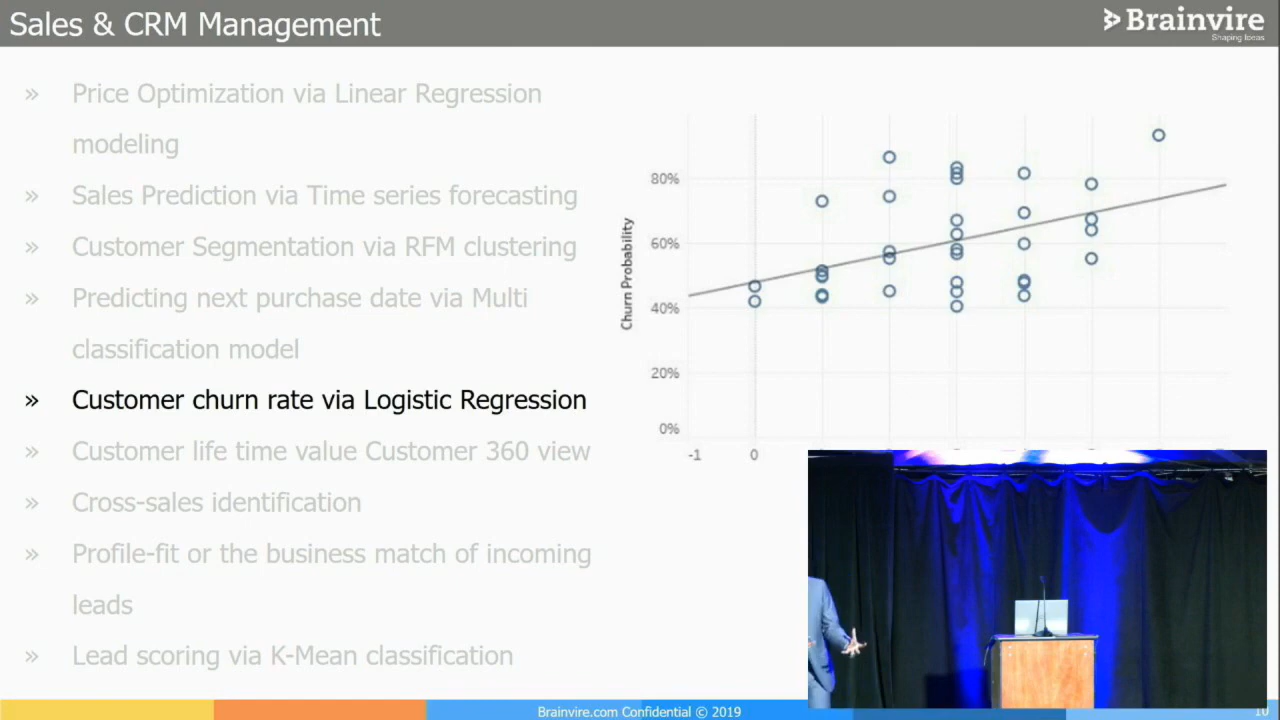 Sales & CRM Management
Brainvire
Shaping Ideas
» Price Optimization via Linear Regression
modeling
» Sales Prediction via Time series forecasting
» Customer Segmentation via RFM clustering
» Predicting next purchase date via Multi
classification model
» Customer churn rate via Logistic Regression
» Customer life time value Customer 360 view
» Cross-sales identification
» Profile-fit or the business match of incoming
leads
» Lead scoring via K-Mean classification
Churn Probability
80%
60%
40%
20%
0%
-1 0
Brainvire.com Confidential © 2019
10